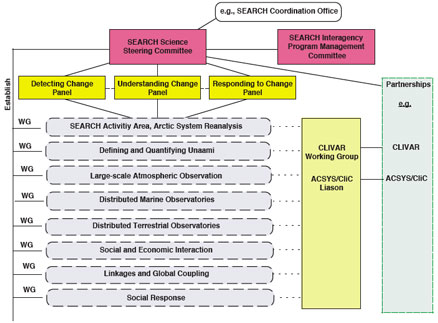 e.g., SEARCH Coordination Office
SEARCH Science
Steering Committee
SEARCH Interagency
Program Management
Committee
Establish
Detecting Change
Panel
Understanding Change
Panel
Responding to Change
Panel
Partnerships
e.g.
WG
SEARCH Activitiy Area, Arctic System Reanalysis
WG
Defining and Quantifying Unaami
CLIVAR
Working Group
CLIVAR
WG
Large-scale Atmospheric Observation
ACSYS/CliC
Liason
ACSYS/CliC
WG
Distributed Marine Observatories
WG
Distributed Terrestrial Observatories
WG
Social and Economic Interaction
WG
Linkages and Global Coupling
WG
Social Response